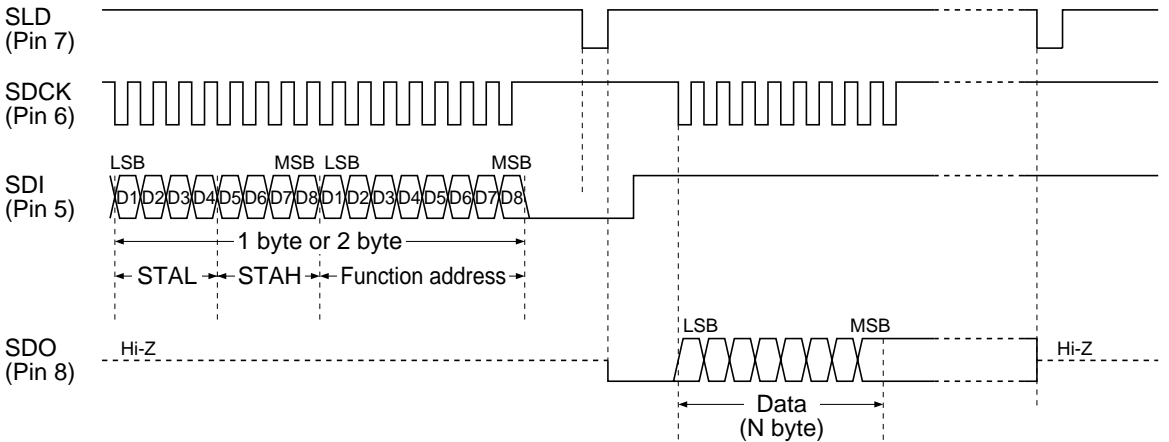 SLD
(Pin 7)
SDCK
(Pin 6)
LSB MSB LSB MSB
SDI
(Pin 5)
D1 D2 D3 D4 D5 D6 D7 D8 D1 D2 D3 D4 D5 D6 D7 D8
1 byte or 2 byte
STAL STAH Function address
SDO
(Pin 8)
Hi-Z LSB MSB Hi-Z
Data
(N byte)